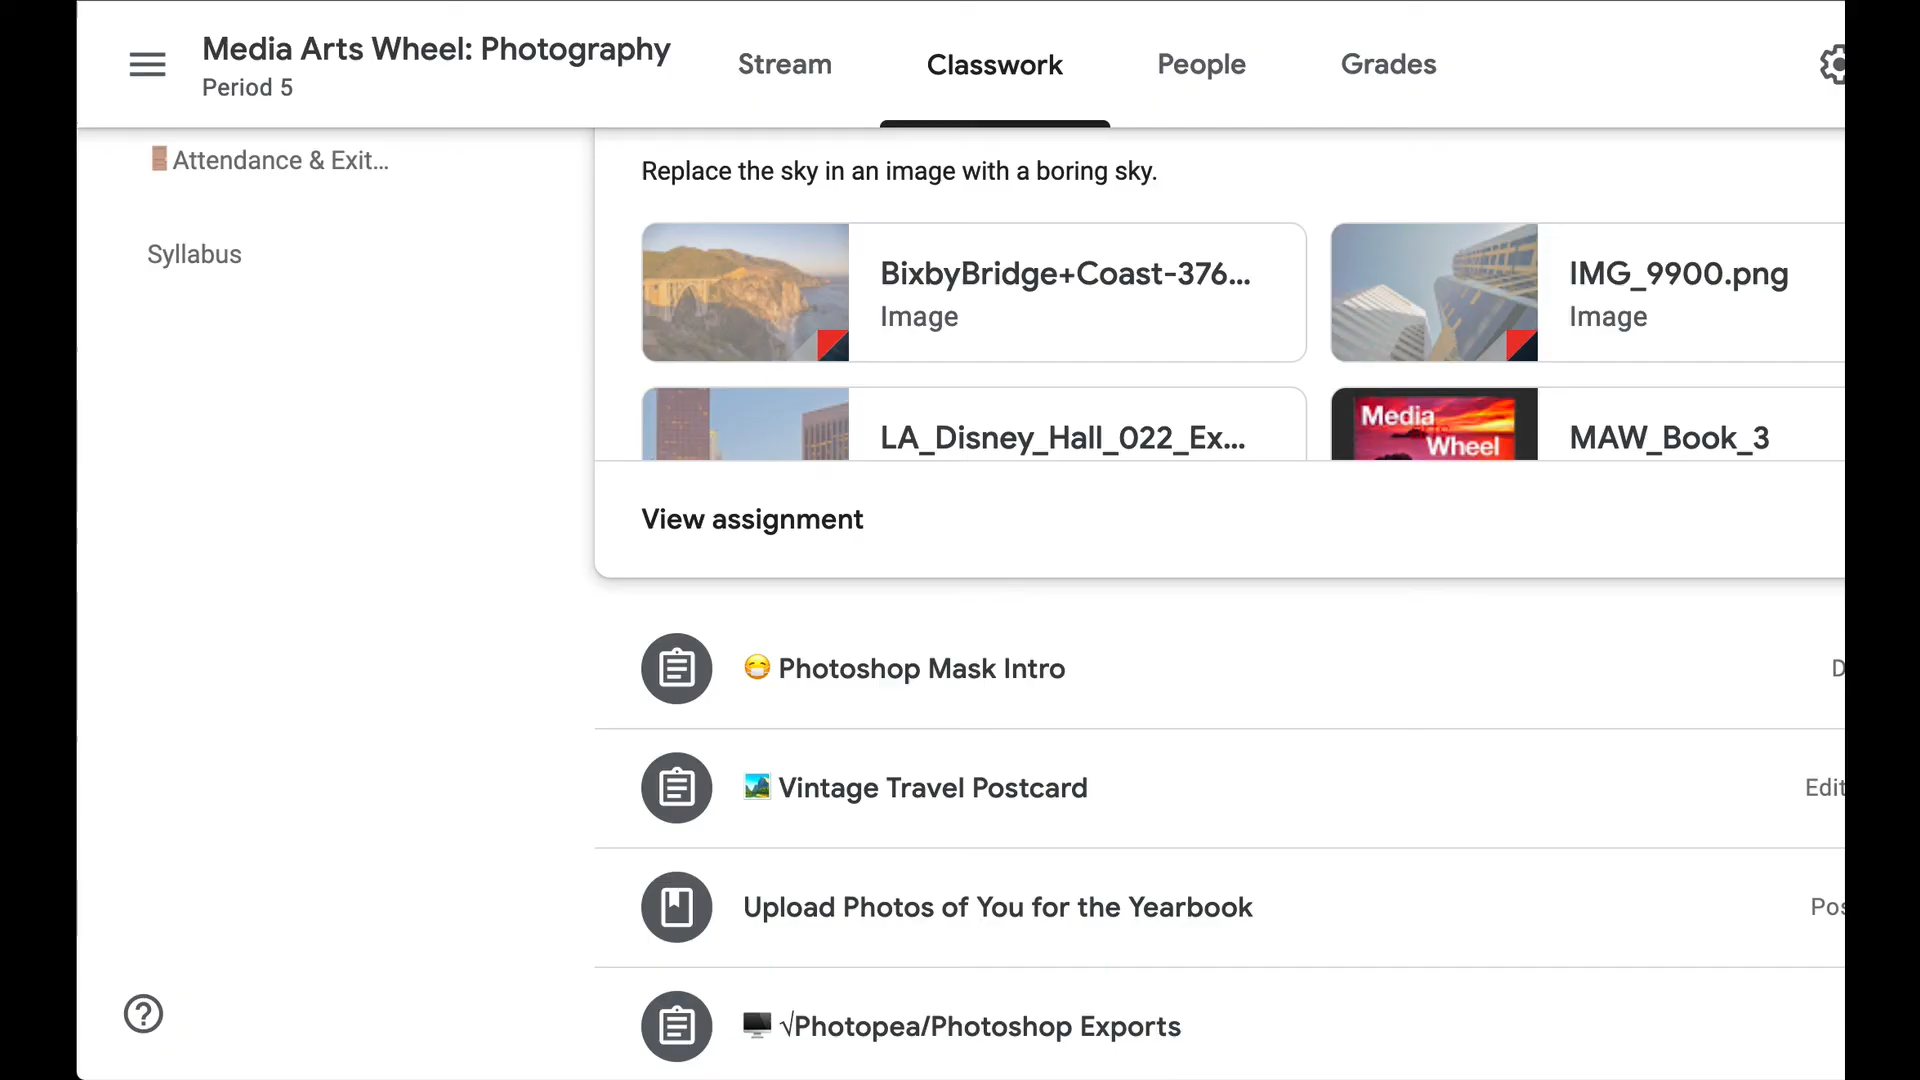 Media Arts Wheel: Photography
Period 5
Stream
Classwork
People
Grades
Attendance & Exit...
Syllabus
Replace the sky in an image with a boring sky.
BixbyBridge+Coast-376...
Image
IMG_9900.png
Image
LA_Disney_Hall_022_Ex...
Media
Wheel
MAW_Book_3
View assignment
Photoshop Mask Intro
D
Vintage Travel Postcard
Edit
Upload Photos of You for the Yearbook
Pos
√Photopea/Photoshop Exports